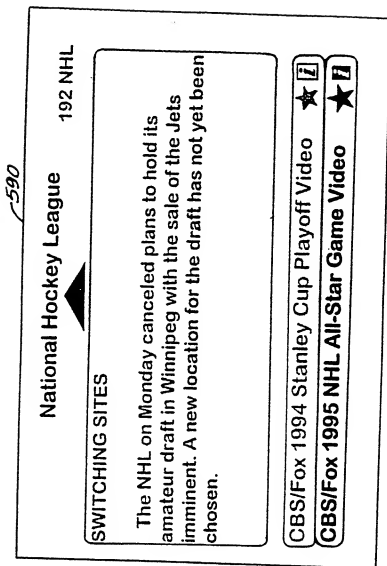 590
National Hockey League
192 NHL
SWITCHING SITES
The NHL on Monday canceled plans to hold its
amateur draft in Winnipeg with the sale of the Jets
imminent. A new location for the draft has not yet been
chosen.
CBS/Fox 1994 Stanley Cup Playoff Video ★ i
CBS/Fox 1995 NHL All-Star Game Video ★ i